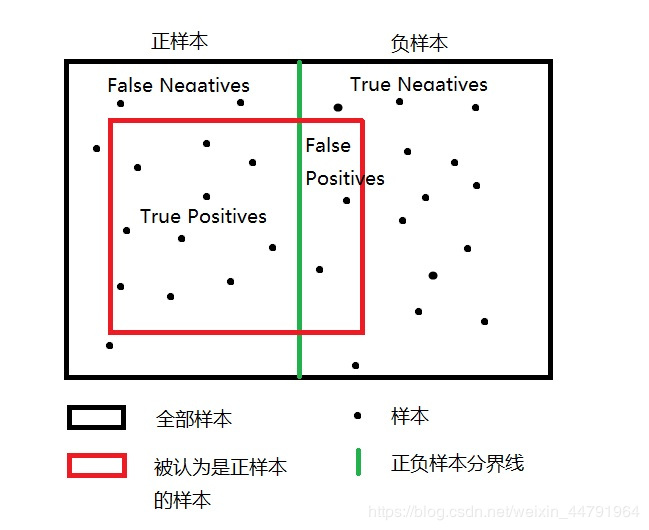 正样本
负样本
False Negatives
True Negatives
False
Positives
True Positives
全部样本
样本
被认为是正样本
的样本
正负样本分界线
https://blog.csdn.net/weixin_44791964